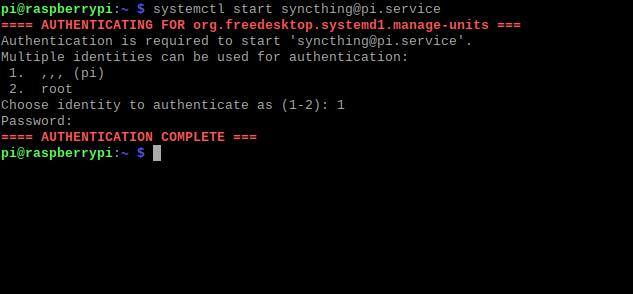 pi@raspberrypi:~ $ systemctl start syncthing@pi.service
==== AUTHENTICATING FOR org.freedesktop.systemd1.manage-units ===
Authentication is required to start 'syncthing@pi.service'.
Multiple identities can be used for authentication:
 1.  ,,, (pi)
 2.  root
Choose identity to authenticate as (1-2): 1
Password:
==== AUTHENTICATION COMPLETE ===
pi@raspberrypi:~ $